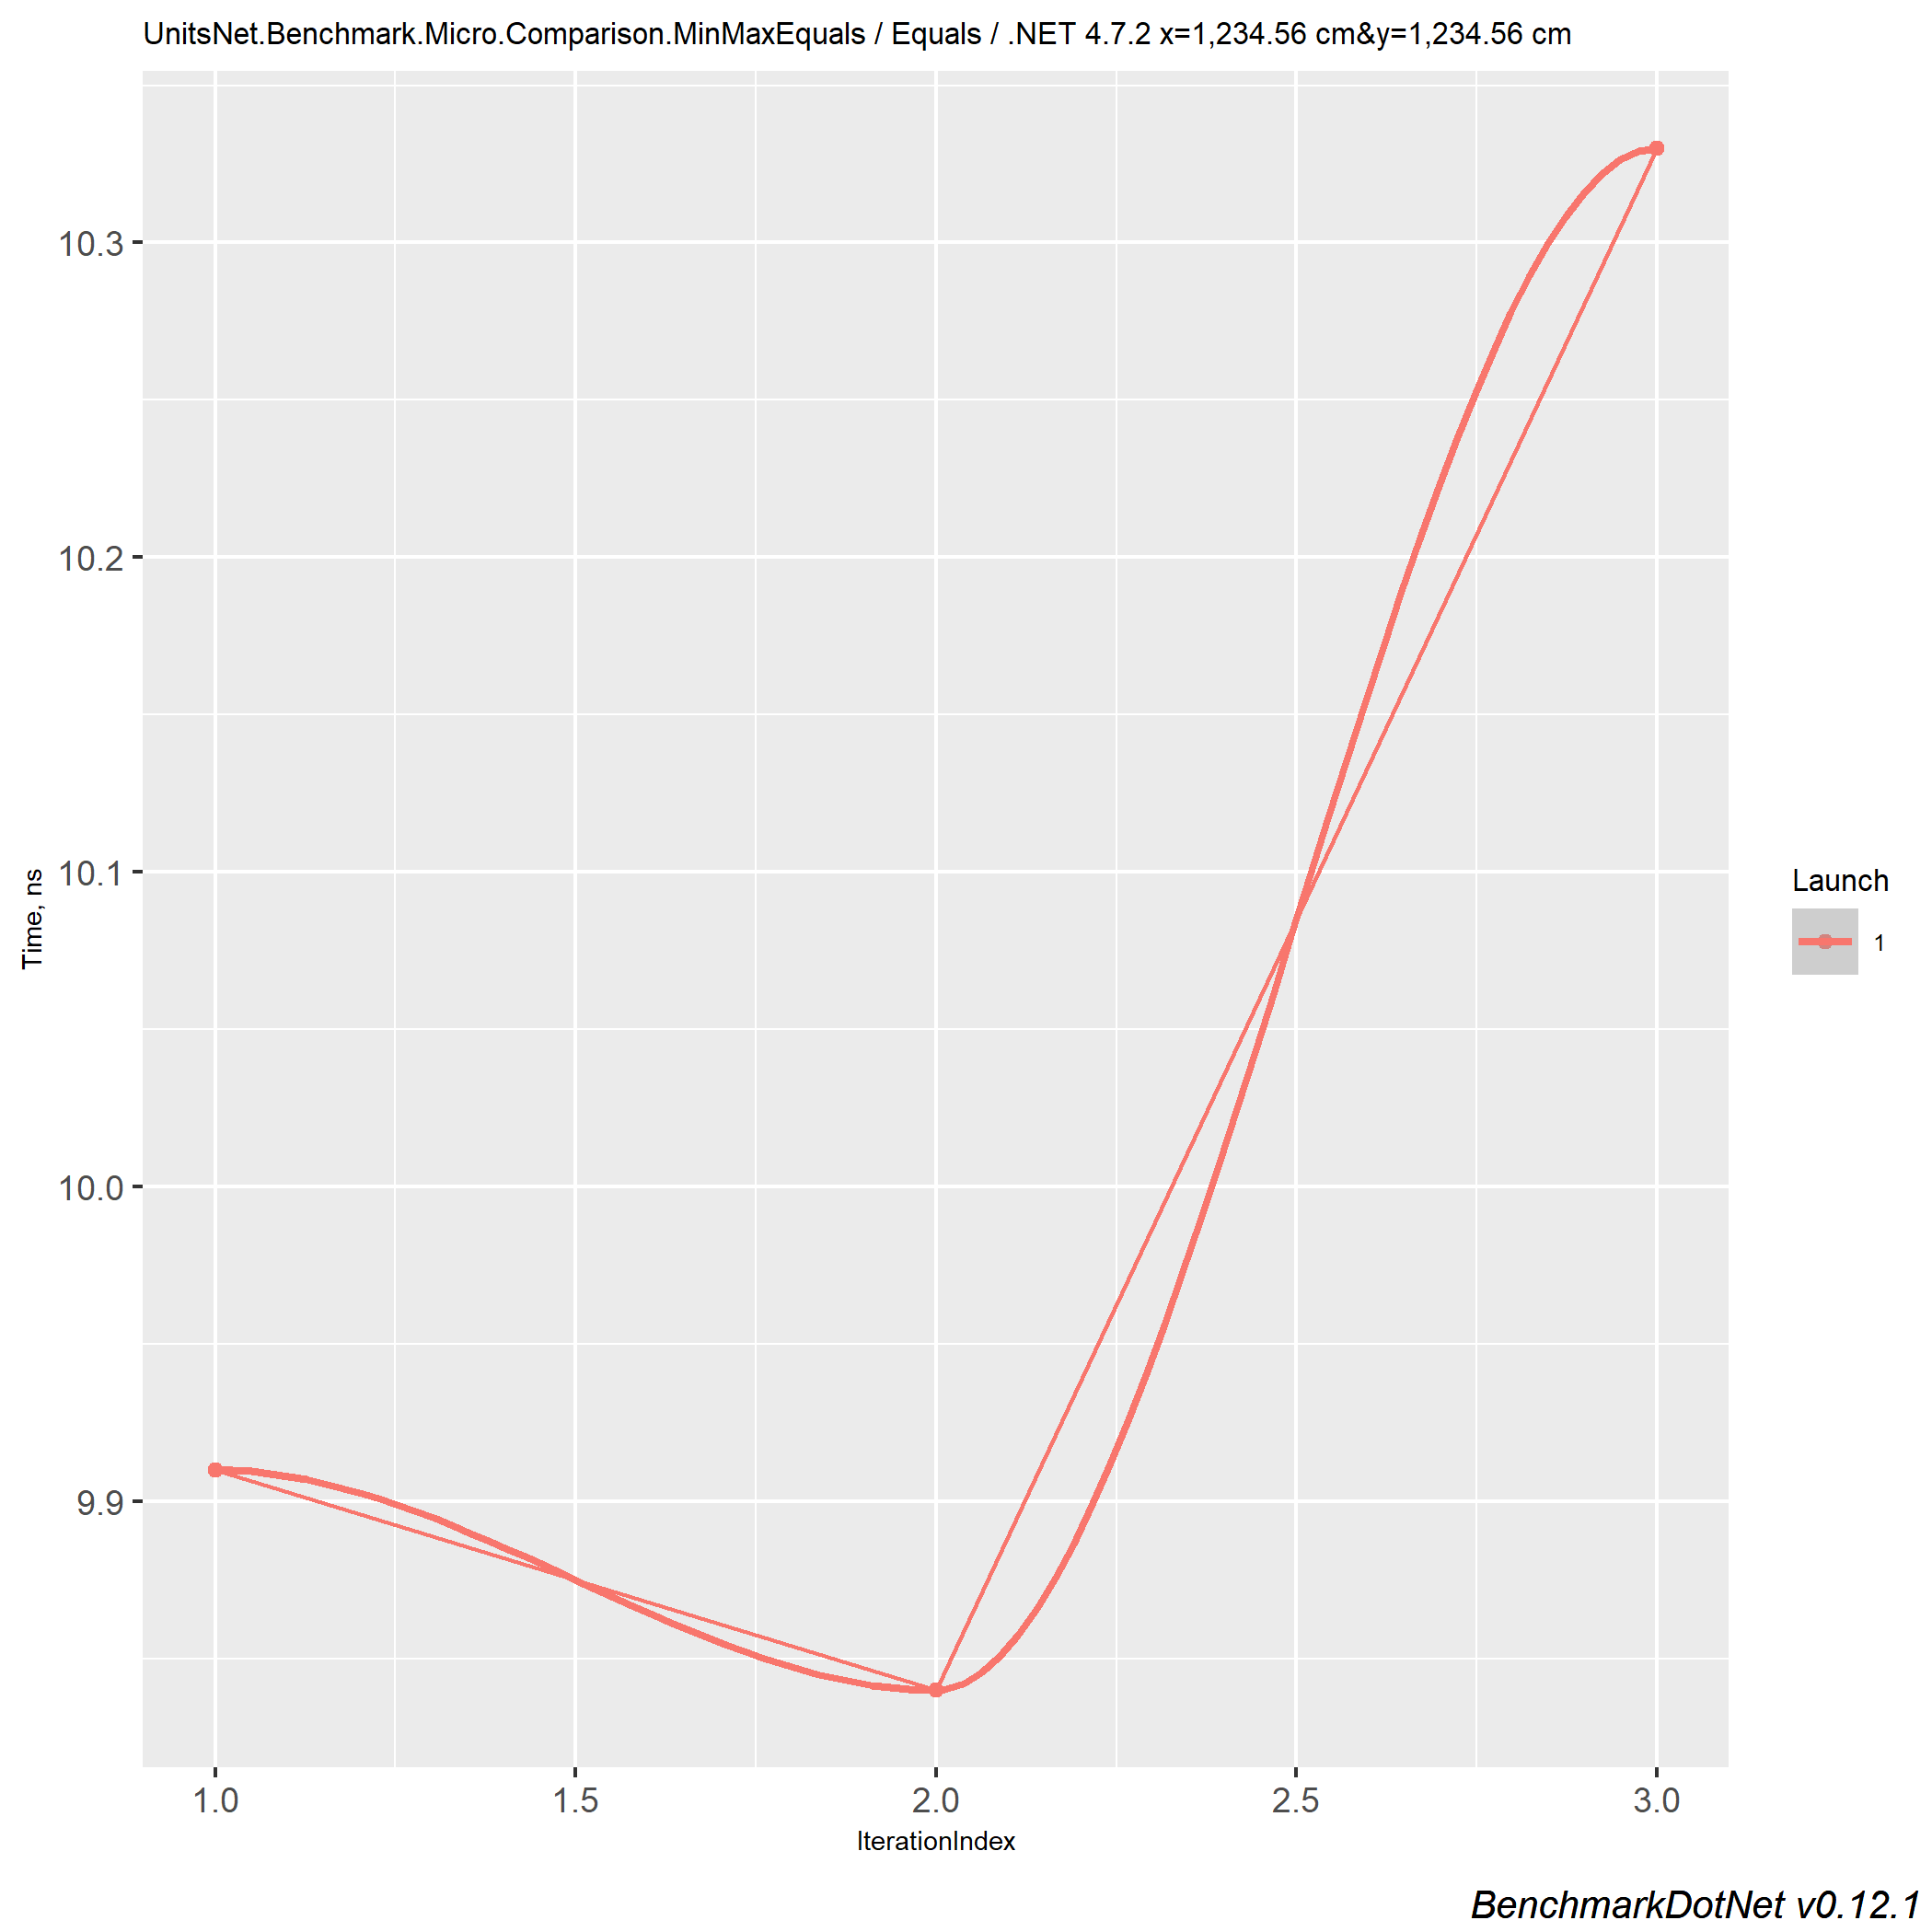 UnitsNet.Benchmark.Micro.Comparison.MinMaxEquals / Equals / .NET 4.7.2 x=1,234.56 cm&y=1,234.56 cm
10.3
10.2
10.1
10.0
9.9
Time, ns
1.0 1.5 2.0 2.5 3.0
IterationIndex
Launch
1
BenchmarkDotNet v0.12.1